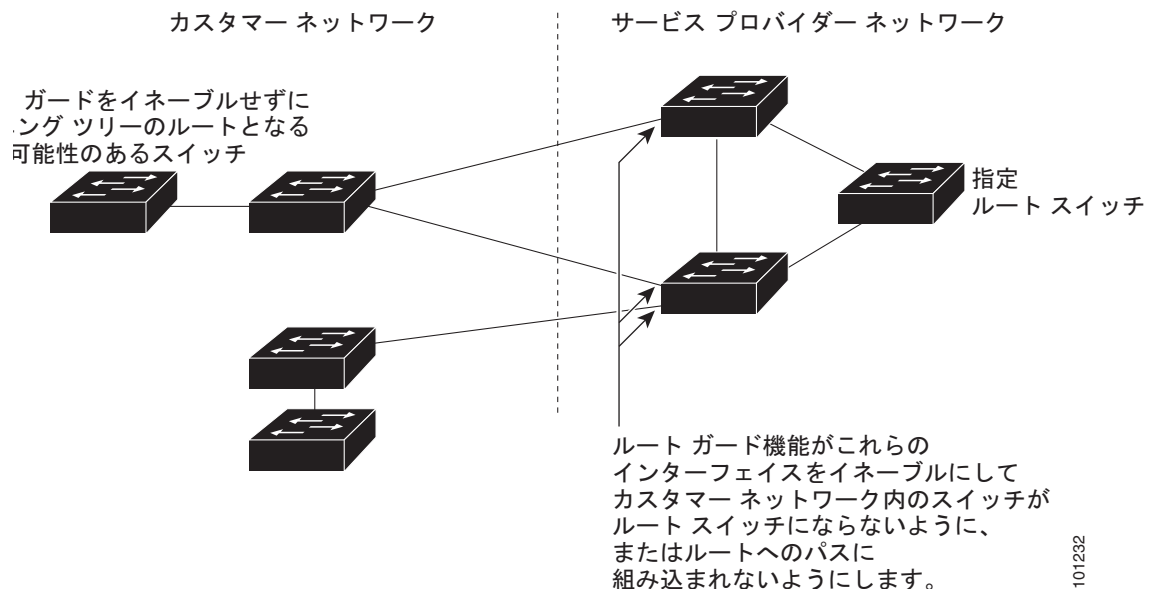 カスタマー ネットワーク
サービス プロバイダー ネットワーク
ガードをイネーブルせずに
ング ツリーのルートとなる
可能性のあるスイッチ
指定
ルート スイッチ
ルート ガード機能がこれらの
インターフェイスをイネーブルにして
カスタマー ネットワーク内のスイッチが
ルート スイッチにならないように、
またはルートへのパスに
組み込まれないようにします。
101232